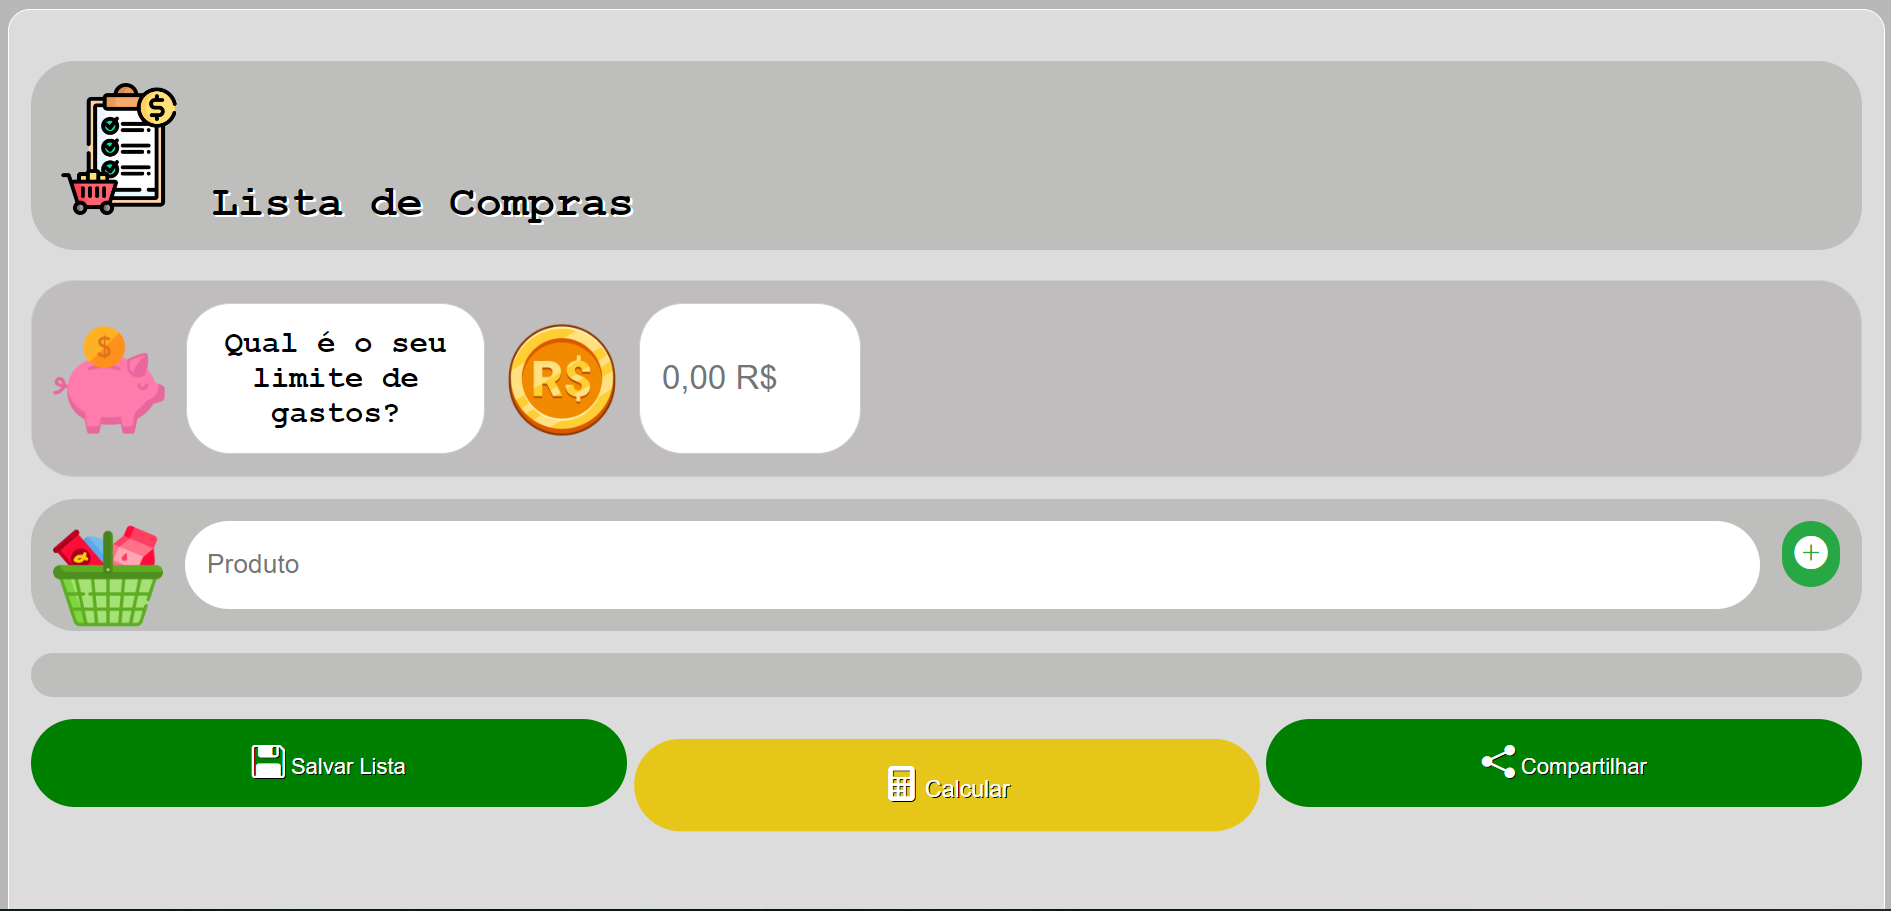 $
Lista de Compras
$
Qual é o seu
limite de
gastos?
R$
0,00 R$
Produto
Salvar Lista
Calcular
Compartilhar